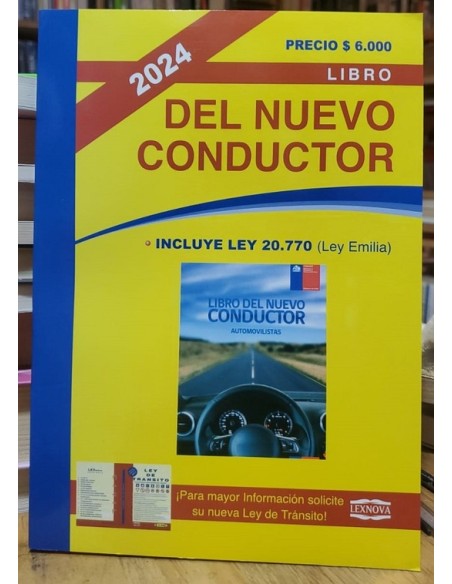 2024
PRECIO $ 6.000
LIBRO
DEL NUEVO
CONDUCTOR
• INCLUYE LEY 20.770 (Ley Emilia)
LIBRO DEL NUEVO
CONDUCTOR
AUTOMOVILISTAS
LEY
DE
TRANSITO
¡Para mayor Información solicite
su nueva Ley de Tránsito!
LEXNOVA